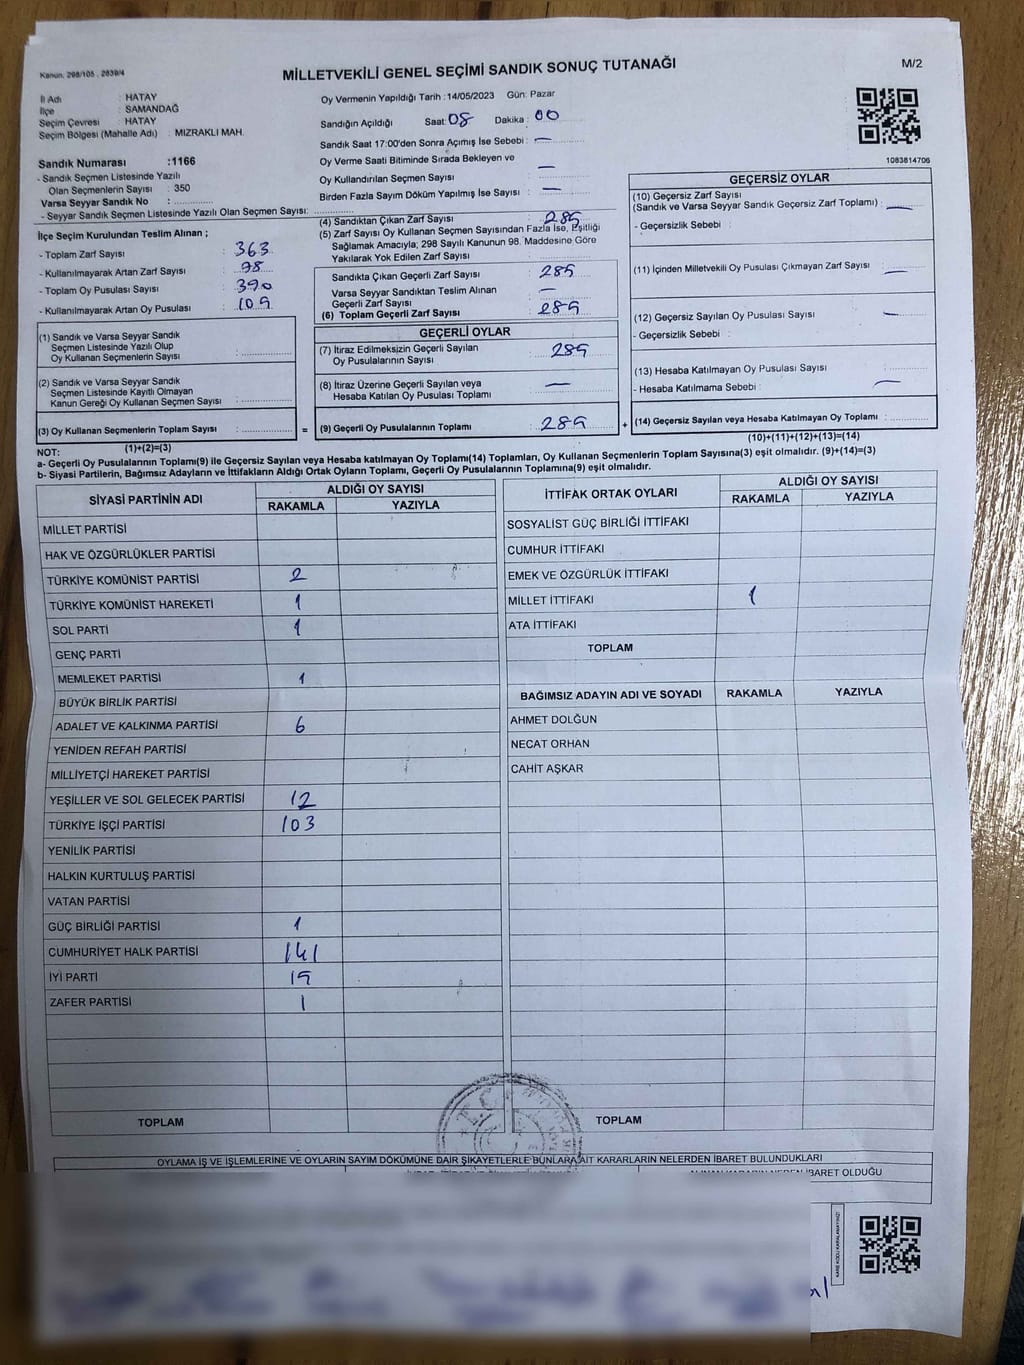 Kanun, 298/105 , 2839/4
MİLLETVEKİLİ GENEL SEÇİMİ SANDIK SONUÇ TUTANAĞI
M/2
İl Adı : HATAY
İlçe : SAMANDAĞ
Seçim Çevresi : HATAY
Seçim Bölgesi (Mahalle Adı) : MIZRAKLI MAH.
Oy Vermenin Yapıldığı Tarih :14/05/2023 Gün: Pazar
Sandığın Açıldığı Saat: 08 Dakika : 00
Sandık Saat 17:00'den Sonra Açımış İse Sebebi : —
Oy Verme Saati Bitiminde Sırada Bekleyen ve
Oy Kullandırılan Seçmen Sayısı —
Birden Fazla Sayım Döküm Yapılmış İse Sayısı : —
1083814706
Sandık Numarası :1166
- Sandık Seçmen Listesinde Yazılı
Olan Seçmenlerin Sayısı : 350
Varsa Seyyar Sandık No :
- Seyyar Sandık Seçmen Listesinde Yazılı Olan Seçmen Sayısı:
İlçe Seçim Kurulundan Teslim Alınan ;
- Toplam Zarf Sayısı : 363
- Kullanılmayarak Artan Zarf Sayısı : 98
- Toplam Oy Pusulası Sayısı : 390
- Kullanılmayarak Artan Oy Pusulası : 109
(1) Sandık ve Varsa Seyyar Sandık
Seçmen Listesinde Yazılı Olup
Oy Kullanan Seçmenlerin Sayısı :
(2) Sandık ve Varsa Seyyar Sandık
Seçmen Listesinde Kayıtlı Olmayan
Kanun Gereği Oy Kullanan Seçmen Sayısı :
(3) Oy Kullanan Seçmenlerin Toplam Sayısı :
(1)+(2)=(3)
(4) Sandıktan Çıkan Zarf Sayısı : 289
(5) Zarf Sayısı Oy Kullanan Seçmen Sayısından Fazla İse, Eşitliği
Sağlamak Amacıyla; 298 Sayılı Kanunun 98. Maddesine Göre
Yakılarak Yok Edilen Zarf Sayısı :
Sandıkta Çıkan Geçerli Zarf Sayısı : 289
Varsa Seyyar Sandıktan Teslim Alınan
Geçerli Zarf Sayısı : —
(6) Toplam Geçerli Zarf Sayısı : 289
GEÇERLİ OYLAR
(7) İtiraz Edilmeksizin Geçerli Sayılan
Oy Pusulalarının Sayısı : 289
(8) İtiraz Üzerine Geçerli Sayılan veya
Hesaba Katılan Oy Pusulası Toplamı : —
= (9) Geçerli Oy Pusulalarının Toplamı : 289 +
GEÇERSİZ OYLAR
(10) Geçersiz Zarf Sayısı
(Sandık ve Varsa Seyyar Sandık Geçersiz Zarf Toplamı) : —
- Geçersizlik Sebebi :
(11) İçinden Milletvekili Oy Pusulası Çıkmayan Zarf Sayısı : —
(12) Geçersiz Sayılan Oy Pusulası Sayısı : —
- Geçersizlik Sebebi :
(13) Hesaba Katılmayan Oy Pusulası Sayısı : —
- Hesaba Katılmama Sebebi :
(14) Geçersiz Sayılan veya Hesaba Katılmayan Oy Toplamı :
(10)+(11)+(12)+(13)=(14)
NOT:
a- Geçerli Oy Pusulalarının Toplamı(9) ile Geçersiz Sayılan veya Hesaba katılmayan Oy Toplamı(14) Toplamları, Oy Kullanan Seçmenlerin Toplam Sayısına(3) eşit olmalıdır. (9)+(14)=(3)
b- Siyasi Partilerin, Bağımsız Adayların ve İttifakların Aldığı Ortak Oyların Toplamı, Geçerli Oy Pusulalarının Toplamına(9) eşit olmalıdır.
SİYASİ PARTİNİN ADI ALDIĞI OY SAYISI
RAKAMLA YAZIYLA
MİLLET PARTİSİ
HAK VE ÖZGÜRLÜKLER PARTİSİ
TÜRKİYE KOMÜNİST PARTİSİ 2
TÜRKİYE KOMÜNİST HAREKETİ 1
SOL PARTİ 1
GENÇ PARTİ
MEMLEKET PARTİSİ 1
BÜYÜK BİRLİK PARTİSİ
ADALET VE KALKINMA PARTİSİ 6
YENİDEN REFAH PARTİSİ
MİLLİYETÇİ HAREKET PARTİSİ
YEŞİLLER VE SOL GELECEK PARTİSİ 12
TÜRKİYE İŞÇİ PARTİSİ 103
YENİLİK PARTİSİ
HALKIN KURTULUŞ PARTİSİ
VATAN PARTİSİ
GÜÇ BİRLİĞİ PARTİSİ 1
CUMHURİYET HALK PARTİSİ 141
İYİ PARTİ 19
ZAFER PARTİSİ 1
TOPLAM
İTTİFAK ORTAK OYLARI ALDIĞI OY SAYISI
RAKAMLA YAZIYLA
SOSYALİST GÜÇ BİRLİĞİ İTTİFAKI
CUMHUR İTTİFAKI
EMEK VE ÖZGÜRLÜK İTTİFAKI
MİLLET İTTİFAKI 1
ATA İTTİFAKI
TOPLAM
BAĞIMSIZ ADAYIN ADI VE SOYADI RAKAMLA YAZIYLA
AHMET DOLĞUN
NECAT ORHAN
CAHİT AŞKAR
TOPLAM
T.C.
OYLAMA İŞ VE İŞLEMLERİNE VE OYLARIN SAYIM DÖKÜMÜNE DAİR ŞİKAYETLERLE BUNLARA AİT KARARLARIN NELERDEN İBARET BULUNDUKLARI
İBARET OLDUĞU
KARE KODU KARALAMAYINIZ!